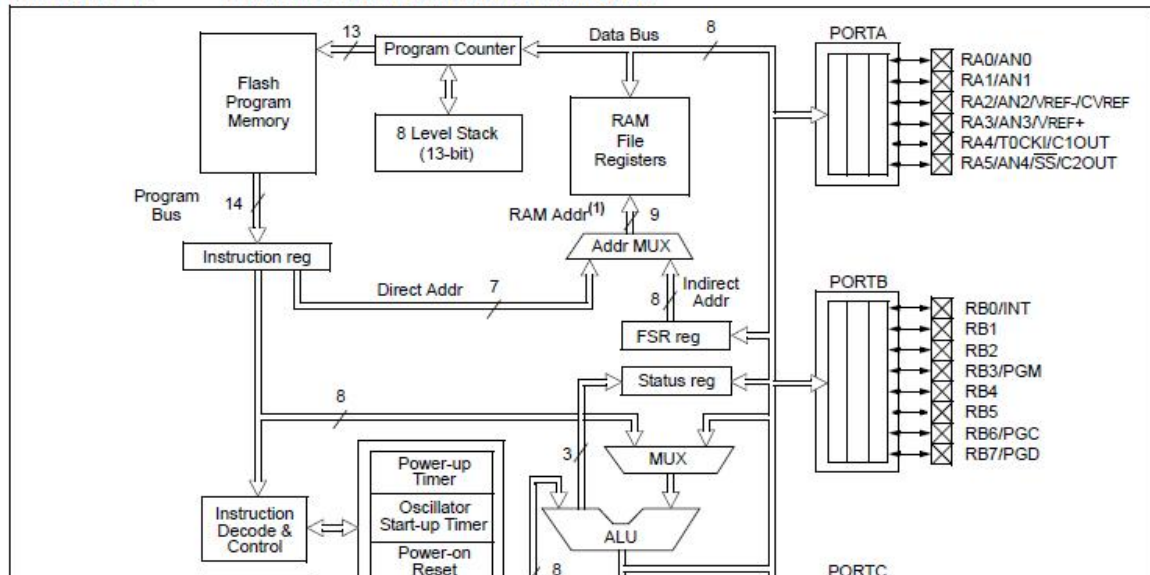 13
Program Counter
Data Bus
8
PORTA
Flash
Program
Memory
8 Level Stack
(13-bit)
RAM
File
Registers
RA0/AN0
RA1/AN1
RA2/AN2/VREF-/CVREF
RA3/AN3/VREF+
RA4/T0CKI/C1OUT
RA5/AN4/SS/C2OUT
Program
Bus
14
RAM Addr(1)
9
Addr MUX
Instruction reg
Direct Addr
7
8
Indirect
Addr
FSR reg
PORTB
RB0/INT
RB1
RB2
RB3/PGM
RB4
RB5
RB6/PGC
RB7/PGD
Status reg
8
3
MUX
Power-up
Timer
Instruction
Decode &
Control
Oscillator
Start-up Timer
Power-on
Reset
ALU
8
PORTC